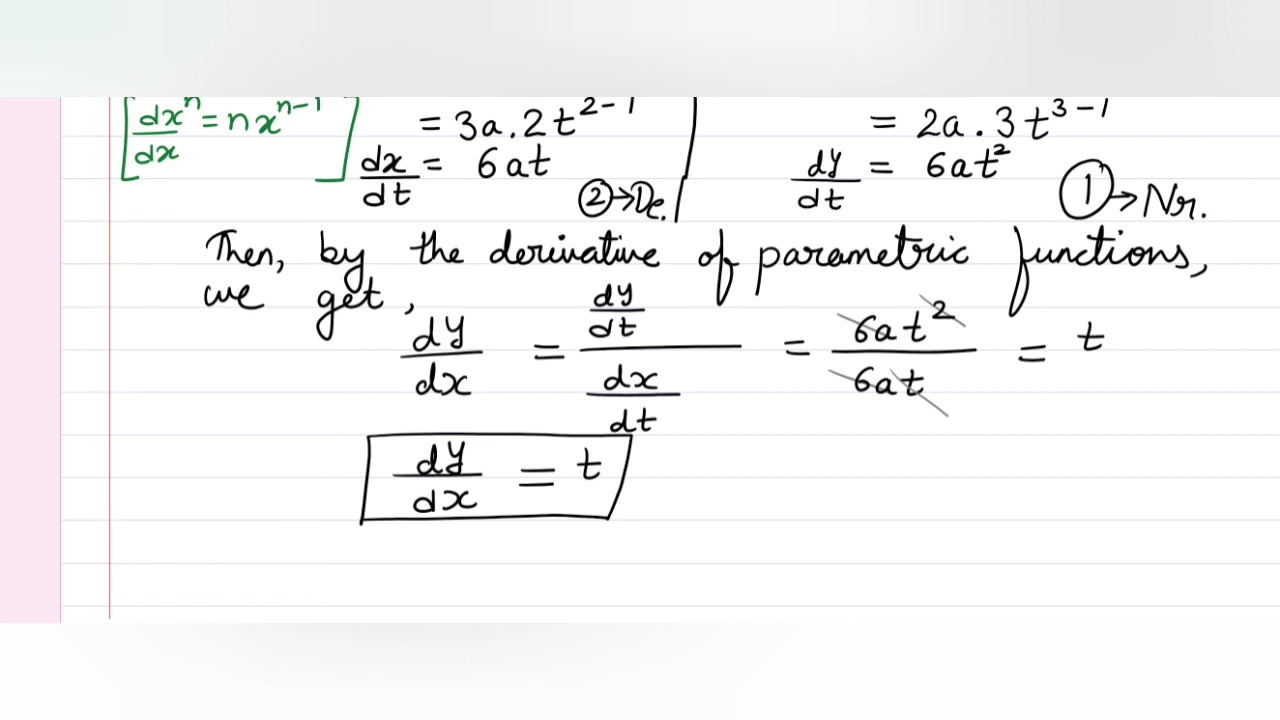 [dx^n/dx = nx^(n-1)] = 3a.2t^(2-1) = 2a.3t^(3-1)
dx/dt = 6at ②→De. dy/dt = 6at² ①→Nr.
Then, by the derivative of parametric functions,
we get,
dy/dx = (dy/dt)/(dx/dt) = 6at²/6at = t
dy/dx = t